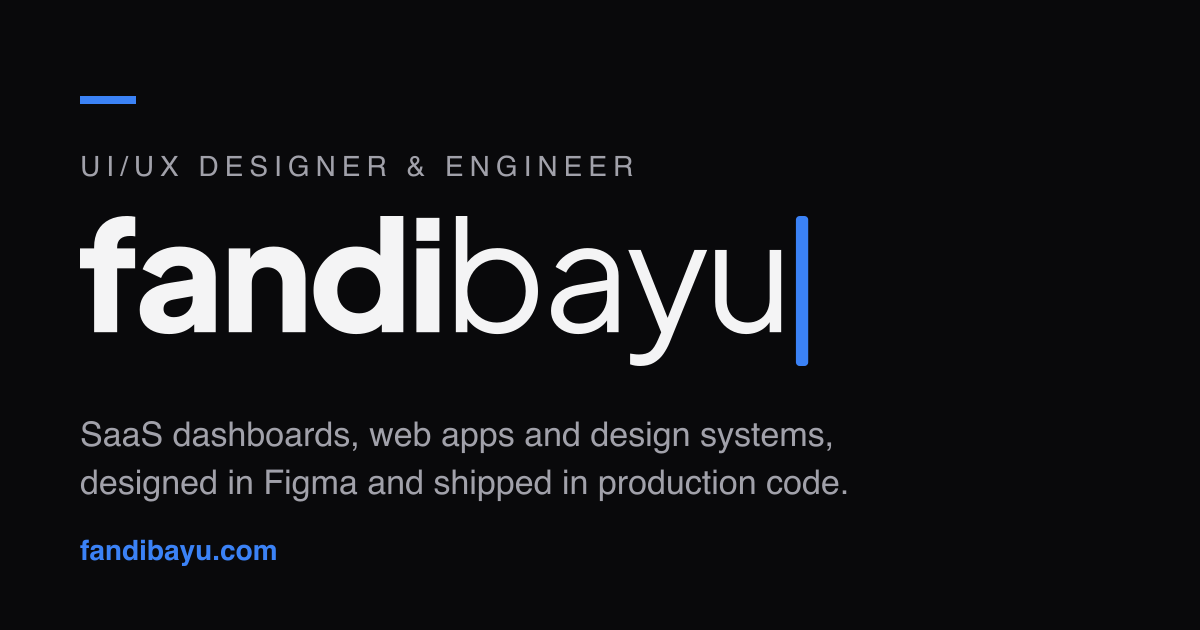 UI/UX DESIGNER & ENGINEER
fandibayu
SaaS dashboards, web apps and design systems,
designed in Figma and shipped in production code.
fandibayu.com